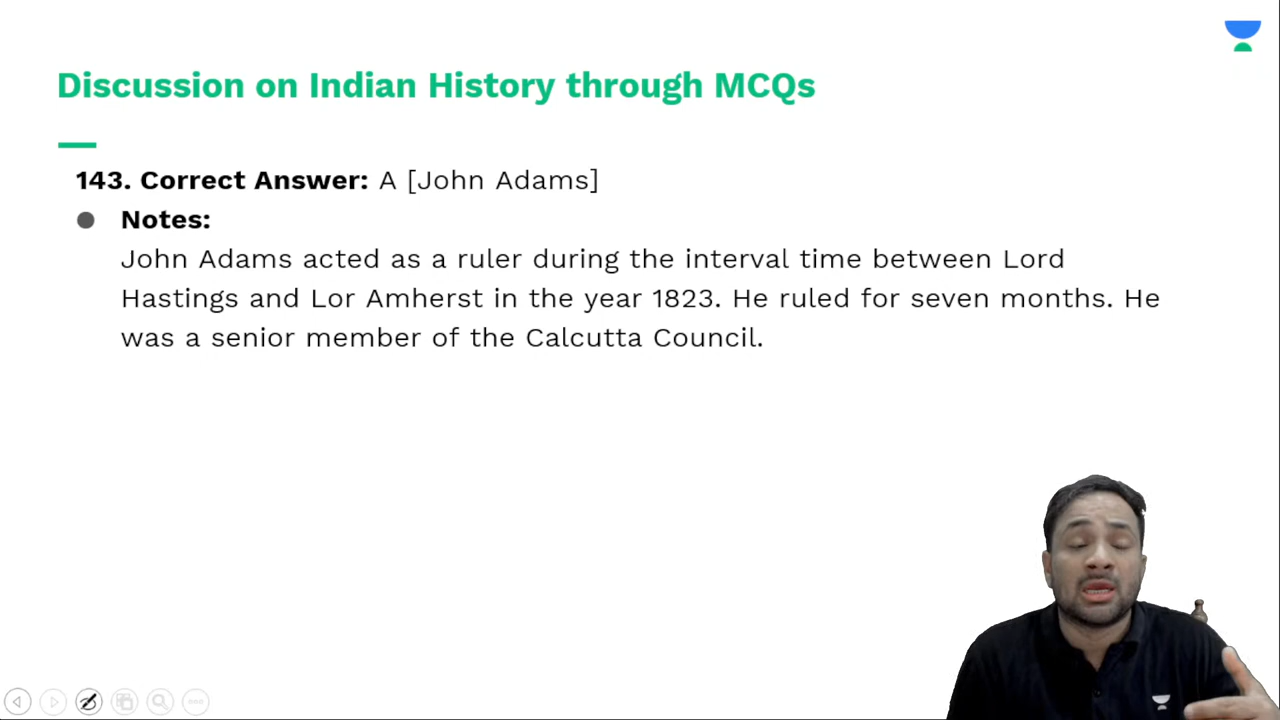 Discussion on Indian History through MCQs
143. Correct Answer: A [John Adams]
● Notes:
John Adams acted as a ruler during the interval time between Lord
Hastings and Lor Amherst in the year 1823. He ruled for seven months. He
was a senior member of the Calcutta Council.